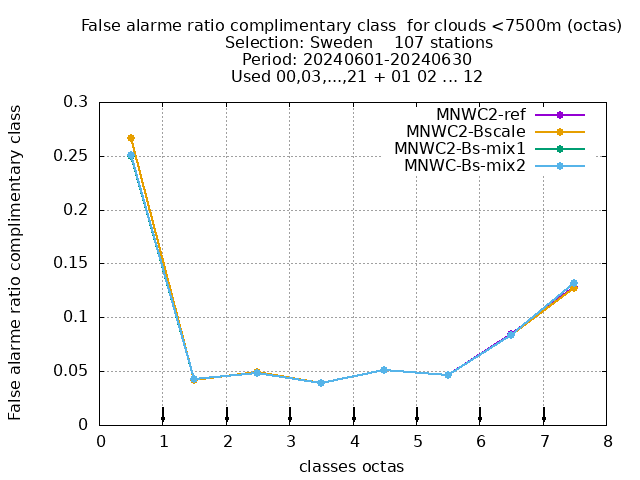 False alarme ratio complimentary class  for clouds <7500m (octas)
Selection: Sweden    107 stations
Period: 20240601-20240630
Used 00,03,...,21 + 01 02 ... 12
False alarme ratio complimentary class
0.3
0.25
0.2
0.15
0.1
0.05
0
MNWC2-ref
MNWC2-Bscale
MNWC2-Bs-mix1
MNWC-Bs-mix2
0 1 2 3 4 5 6 7 8
classes octas